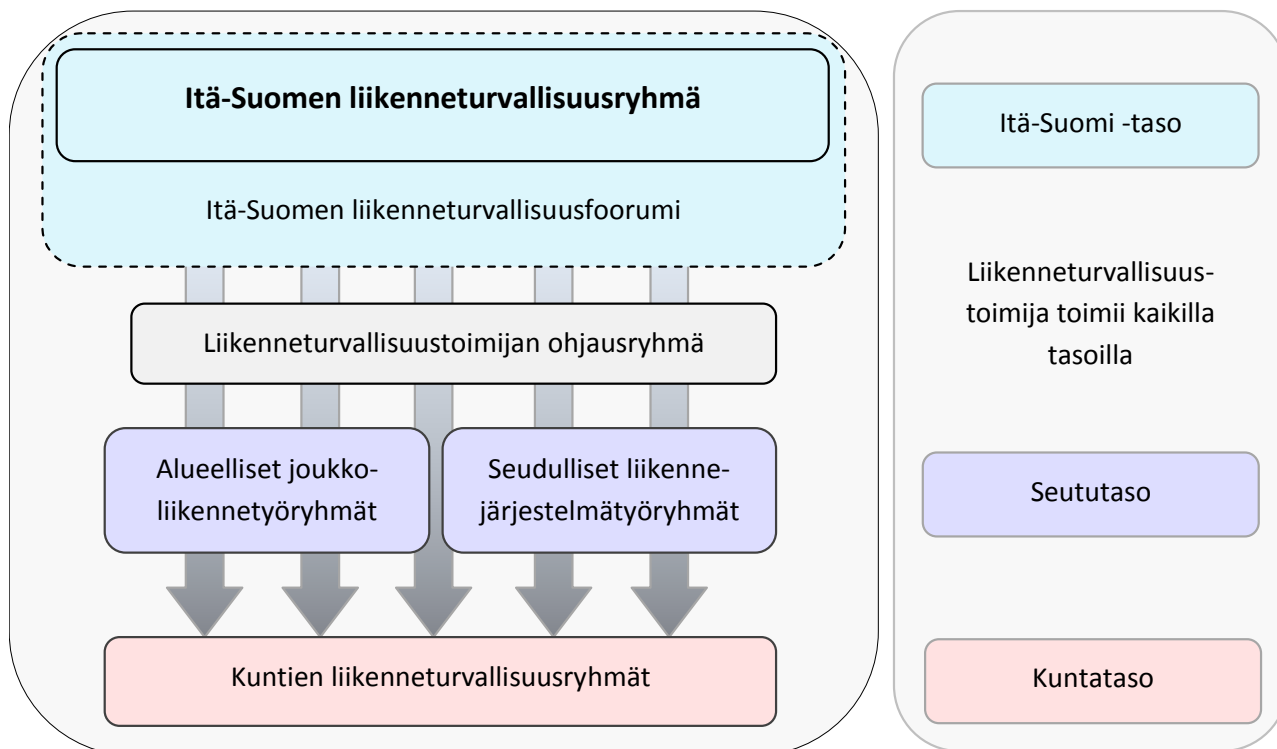 Itä-Suomen liikenneturvallisuusryhmä
Itä-Suomen liikenneturvallisuusfoorumi
Liikenneturvallisuustoimijan ohjausryhmä
Alueelliset joukko-
liikennetyöryhmät
Seudulliset liikenne-
järjestelmätyöryhmät
Kuntien liikenneturvallisuusryhmät
Itä-Suomi -taso
Liikenneturvallisuus-
toimija toimii kaikilla
tasoilla
Seututaso
Kuntataso